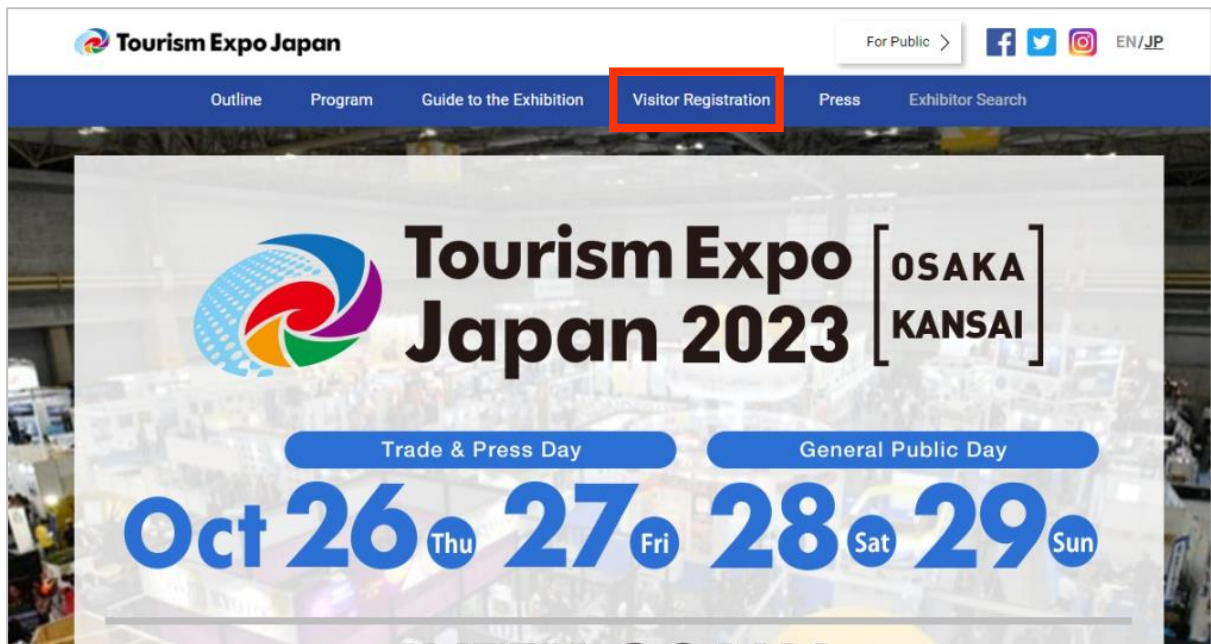 Tourism Expo Japan
For Public >
EN/JP
Outline Program Guide to the Exhibition Visitor Registration Press Exhibitor Search
Tourism Expo
Japan 2023
OSAKA
KANSAI
Trade & Press Day General Public Day
Oct 26 Thu 27 Fri 28 Sat 29 Sun